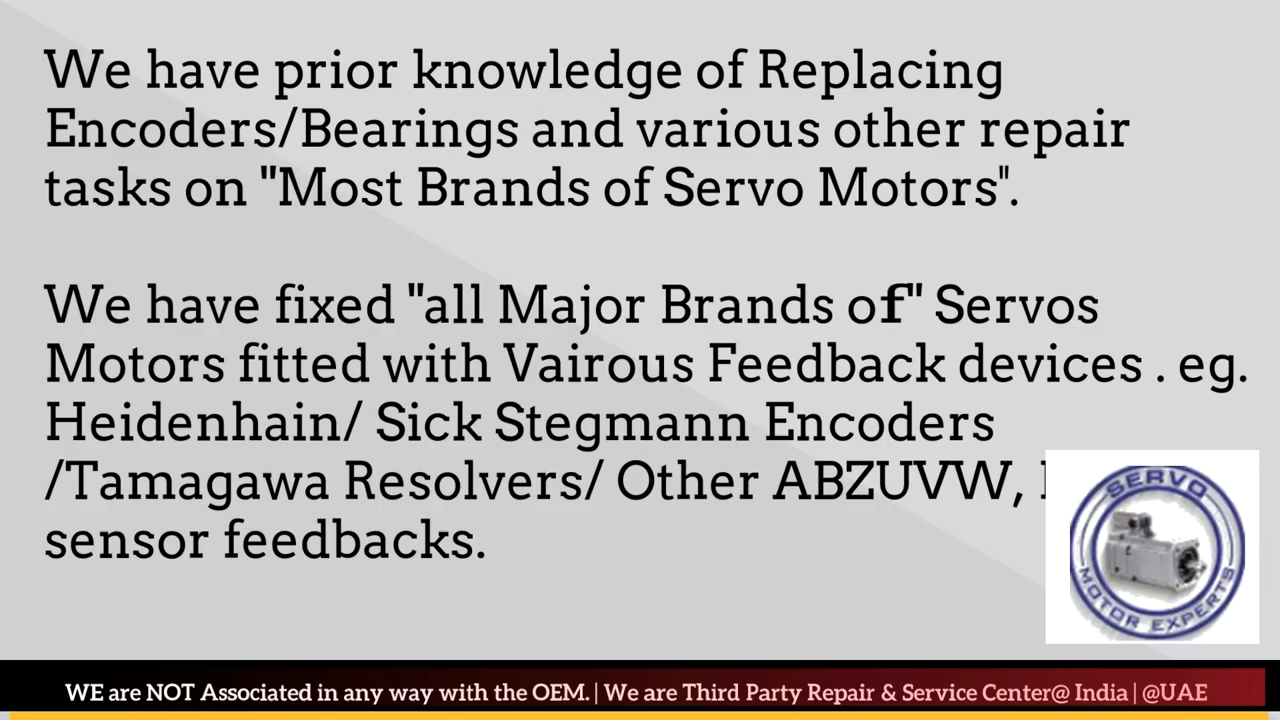 We have prior knowledge of Replacing
Encoders/Bearings and various other repair
tasks on "Most Brands of Servo Motors".
We have fixed "all Major Brands of" Servos
Motors fitted with Vairous Feedback devices . eg.
Heidenhain/ Sick Stegmann Encoders
/Tamagawa Resolvers/ Other ABZUVW,
sensor feedbacks.
SERVO
MOTOR EXPERTS
WE are NOT Associated in any way with the OEM. | We are Third Party Repair & Service Center@ India | @UAE